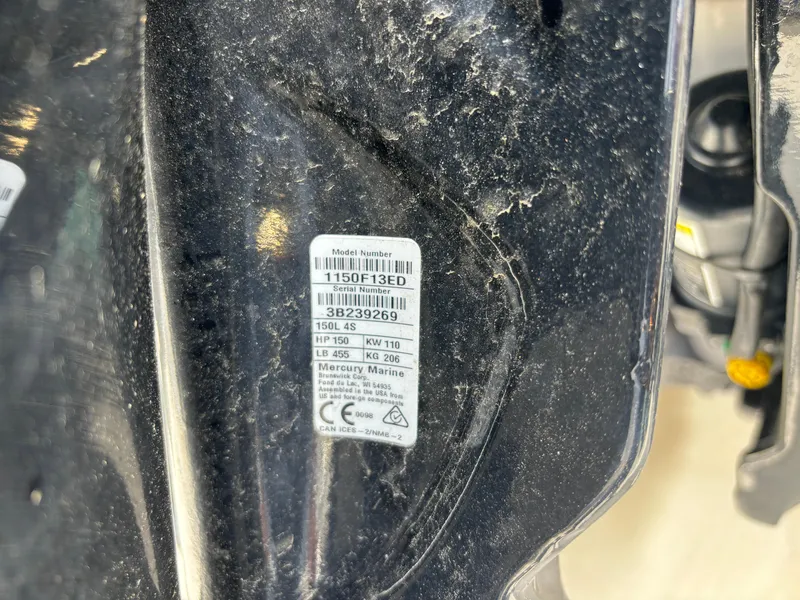 Model Number
1150F13ED
Serial Number
3B239269
150L 4S
HP 150 KW 110
LB 455 KG 206
Mercury Marine
Brunswick Corp.
Fond du Lac, WI 54935
Assembled in the USA from
US and foreign components
CE 0098
CAN ICES-2/NMB-2